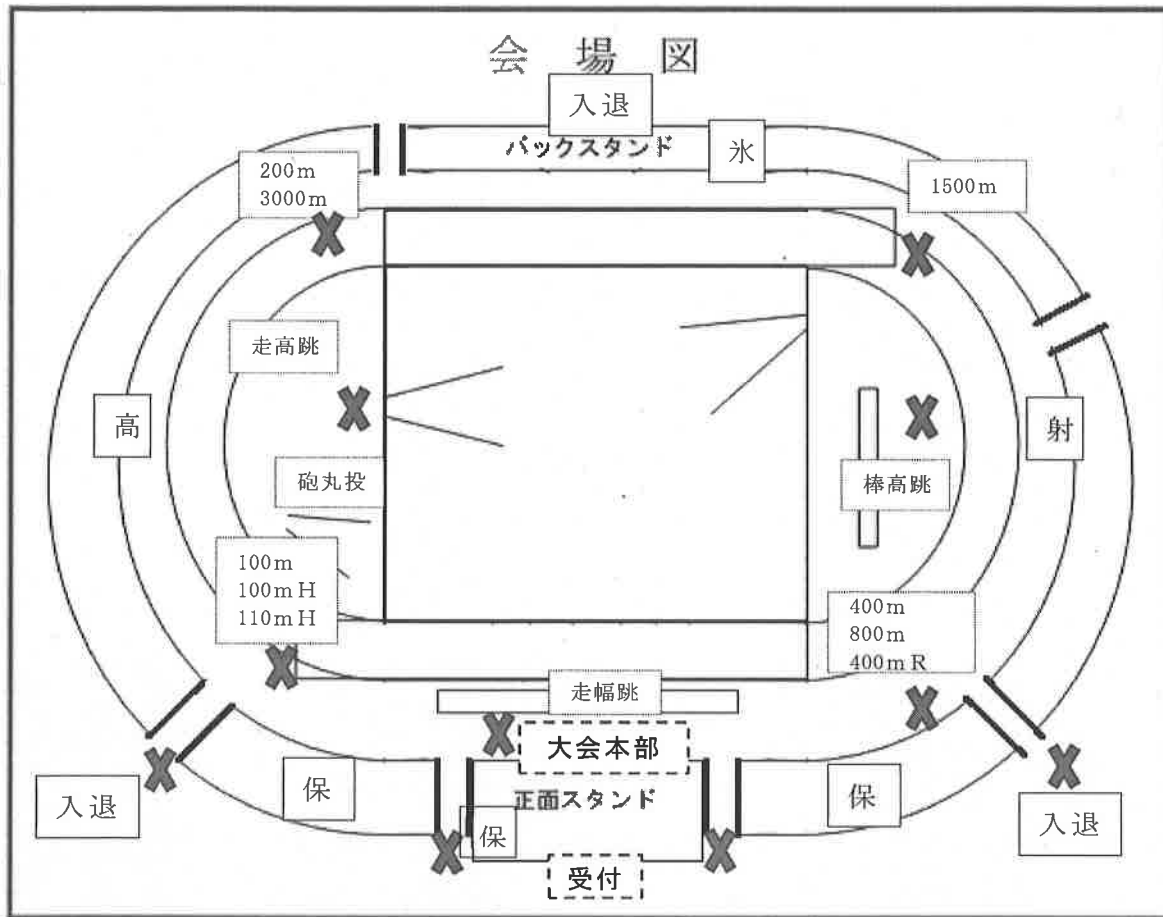 会場図
入退
バックスタンド
氷
200m
3000m
1500m
走高跳
高
射
砲丸投
棒高跳
100m
100mH
110mH
400m
800m
400mR
走幅跳
大会本部
入退
保
正面スタンド
保
保
入退
受付